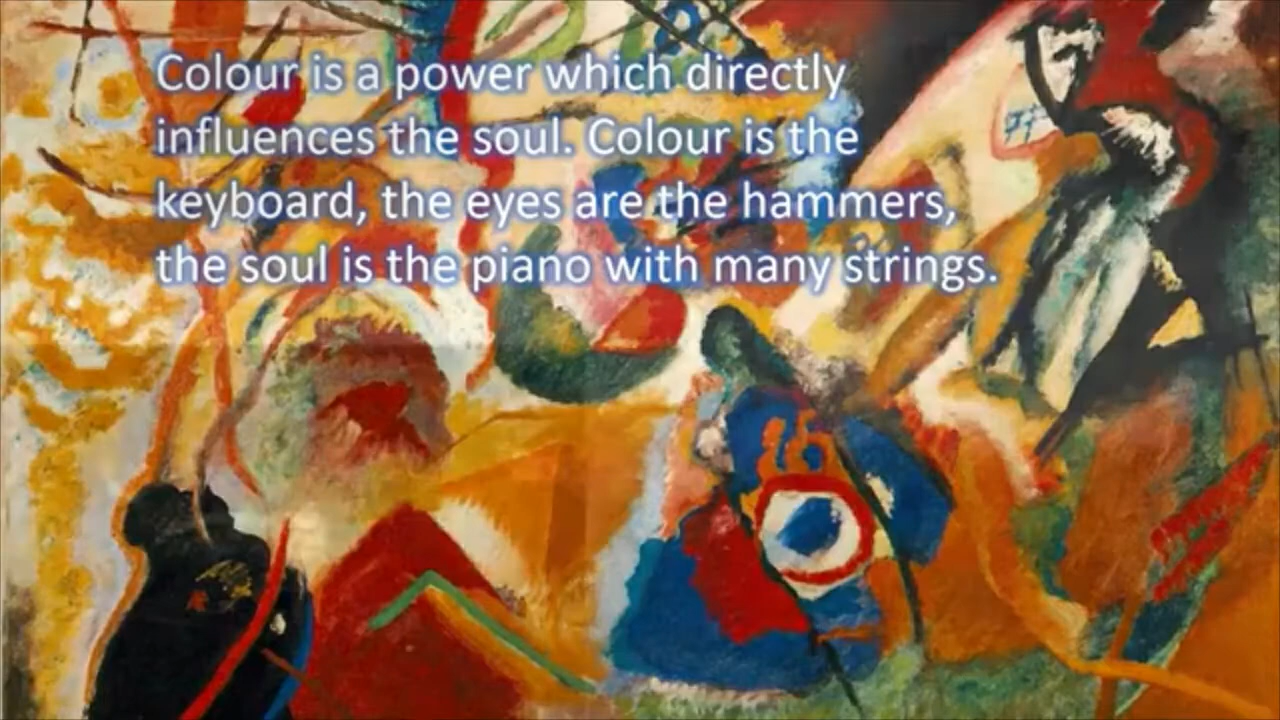 Colour is a power which directly
influences the soul. Colour is the
keyboard, the eyes are the hammers,
the soul is the piano with many strings.